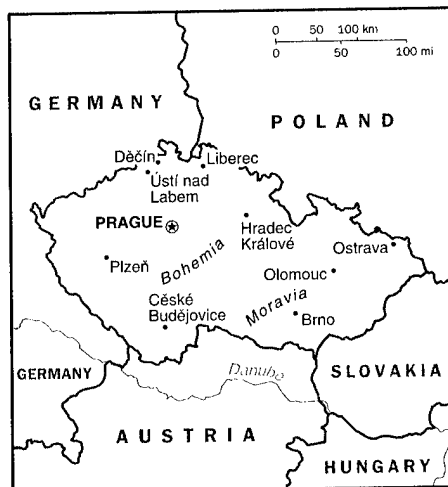 0 50 100 km
0 50 100 mi
GERMANY
POLAND
Děčín
Liberec
Ústí nad
Labem
PRAGUE
Hradec
Králové
Ostrava
Bohemia
Plzeň
Olomouc
Moravia
Cěské
Budějovice
Brno
GERMANY
Danube
SLOVAKIA
AUSTRIA
HUNGARY